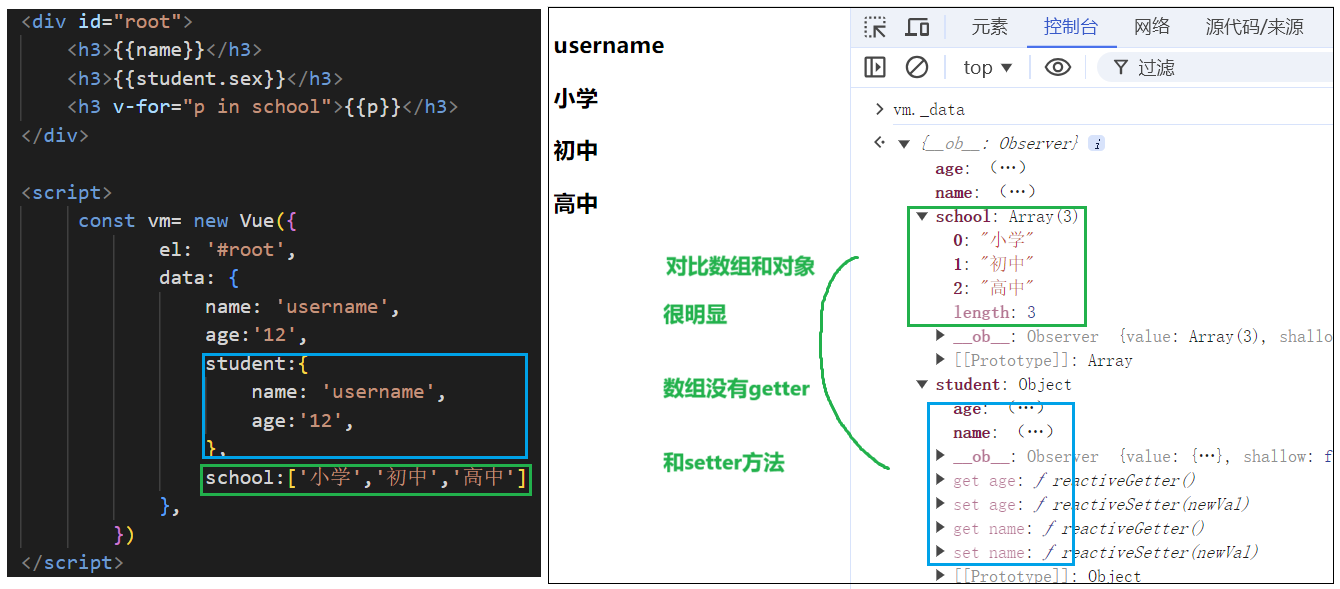 <div id="root">
<h3>{{name}}</h3>
<h3>{{student.sex}}</h3>
<h3 v-for="p in school">{{p}}</h3>
</div>
<script>
const vm= new Vue({
el: '#root',
data: {
name: 'username',
age:'12',
student:{
name: 'username',
age:'12',
},
school:['小学','初中','高中']
},
})
</script>
username
小学
初中
高中
对比数组和对象
很明显
数组没有getter
和setter方法
元素 控制台 网络 源代码/来源
top ▼ 过滤
> vm._data
▼ {__ob__: Observer} i
age: (...)
name: (...)
▼ school: Array(3)
0: "小学"
1: "初中"
2: "高中"
length: 3
▶ __ob__: Observer {value: Array(3), shallo
▶ [[Prototype]]: Array
▼ student: Object
age: (...)
name: (...)
▶ __ob__: Observer {value: {…}, shallow: f
▶ get age: ƒ reactiveGetter()
▶ set age: ƒ reactiveSetter(newVal)
▶ get name: ƒ reactiveGetter()
▶ set name: ƒ reactiveSetter(newVal)
▶ [[Prototype]]: Object